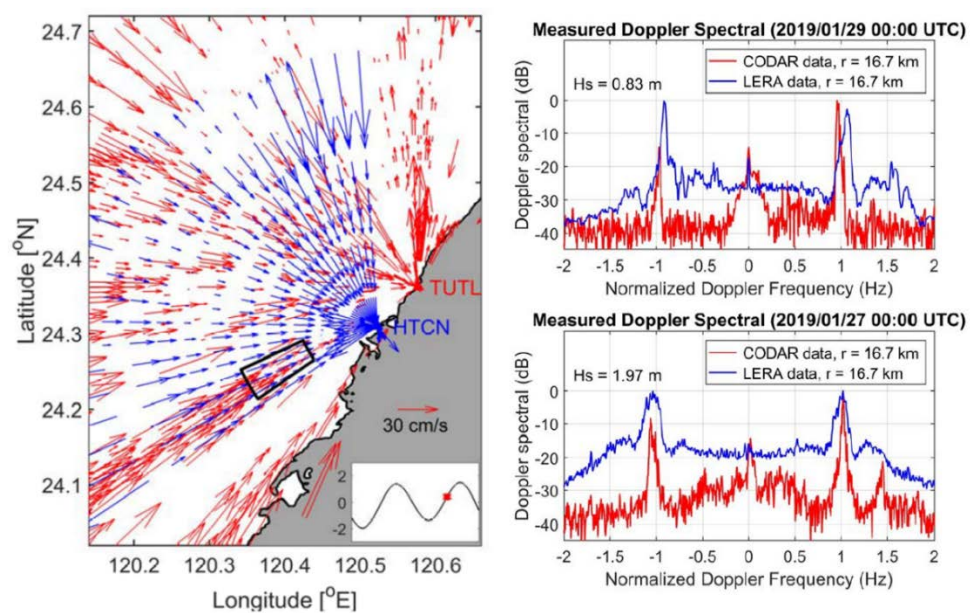 24.7
24.6
24.5
24.4
24.3
24.2
24.1
Latitude [°N]
TUTL
HTCN
30 cm/s
2
0
-2
120.2 120.3 120.4 120.5 120.6
Longitude [°E]
Measured Doppler Spectral (2019/01/29 00:00 UTC)
CODAR data, r = 16.7 km
LERA data, r = 16.7 km
Hs = 0.83 m
Doppler spectral (dB)
0
-10
-20
-30
-40
-2 -1.5 -1 -0.5 0 0.5 1 1.5 2
Normalized Doppler Frequency (Hz)
Measured Doppler Spectral (2019/01/27 00:00 UTC)
CODAR data, r = 16.7 km
LERA data, r = 16.7 km
Hs = 1.97 m
Doppler spectral (dB)
0
-10
-20
-30
-40
-2 -1.5 -1 -0.5 0 0.5 1 1.5 2
Normalized Doppler Frequency (Hz)